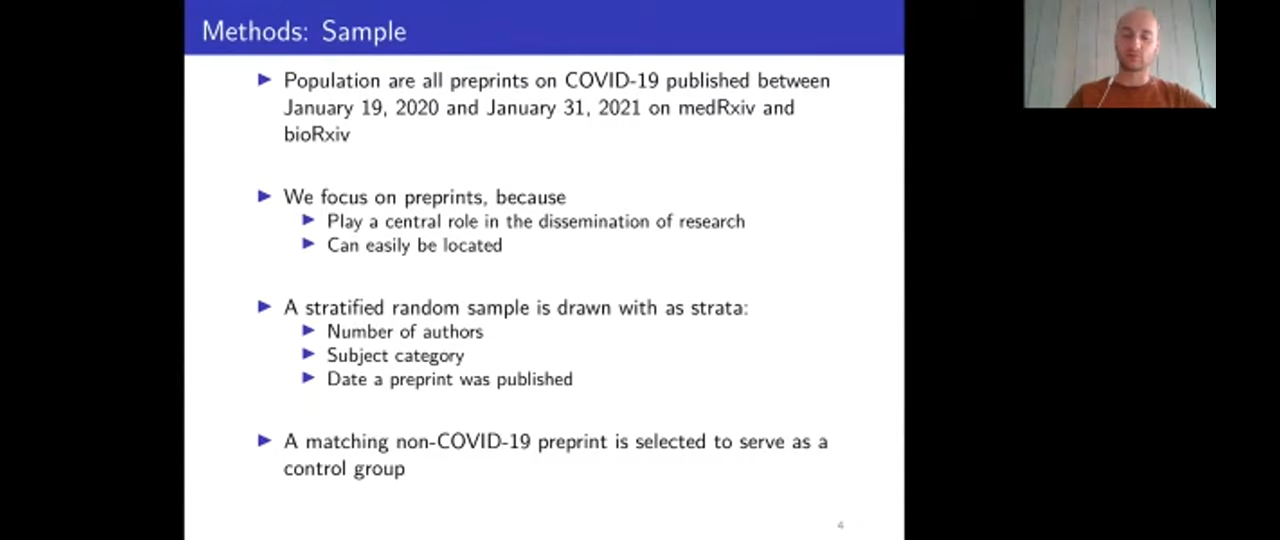 Methods: Sample
Population are all preprints on COVID-19 published between
January 19, 2020 and January 31, 2021 on medRxiv and
bioRxiv
We focus on preprints, because
Play a central role in the dissemination of research
Can easily be located
A stratified random sample is drawn with as strata:
Number of authors
Subject category
Date a preprint was published
A matching non-COVID-19 preprint is selected to serve as a
control group
4